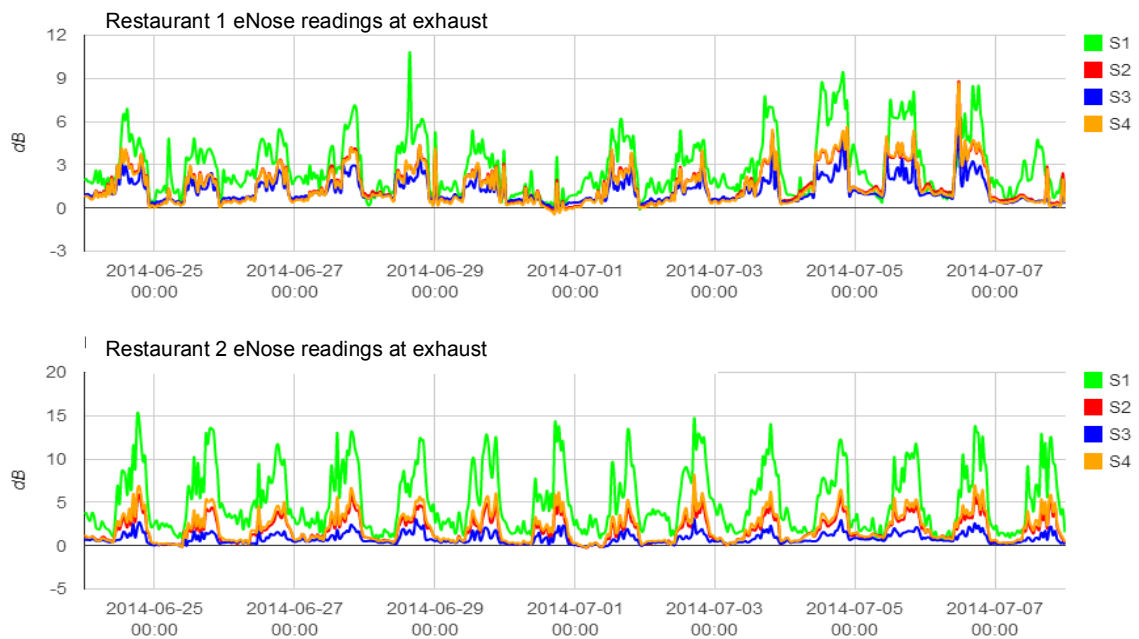 Restaurant 1 eNose readings at exhaust
12
9
6
3
0
-3
dB
2014-06-25 00:00
2014-06-27 00:00
2014-06-29 00:00
2014-07-01 00:00
2014-07-03 00:00
2014-07-05 00:00
2014-07-07 00:00
S1
S2
S3
S4
Restaurant 2 eNose readings at exhaust
20
15
10
5
0
-5
dB
2014-06-25 00:00
2014-06-27 00:00
2014-06-29 00:00
2014-07-01 00:00
2014-07-03 00:00
2014-07-05 00:00
2014-07-07 00:00
S1
S2
S3
S4